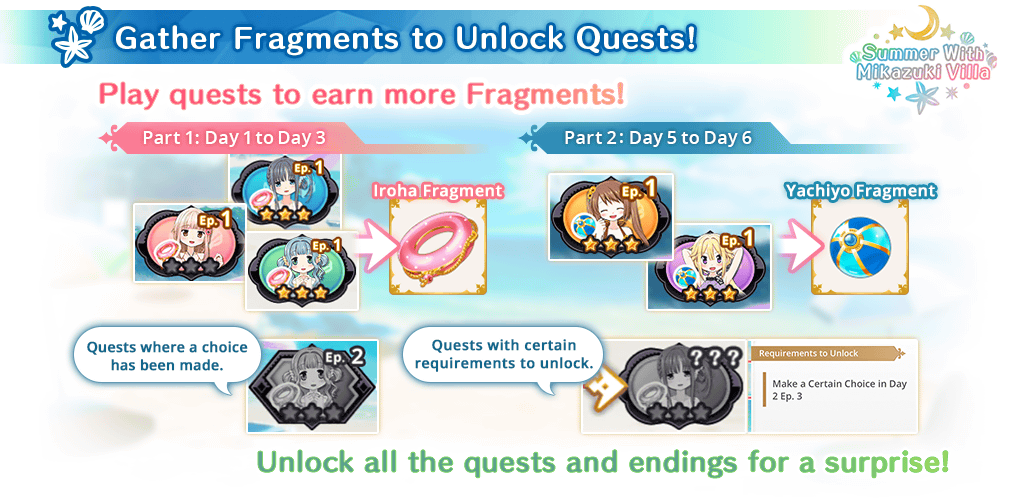 Gather Fragments to Unlock Quests!
Summer With
Mikazuki Villa
Play quests to earn more Fragments!
Part 1: Day 1 to Day 3
Part 2: Day 5 to Day 6
Ep. 1
Iroha Fragment
Ep. 1
Yachiyo Fragment
Ep. 1
Ep. 1
Ep. 1
Quests where a choice
has been made.
Ep. 2
Quests with certain
requirements to unlock.
? ? ?
Requirements to Unlock
Make a Certain Choice in Day
2 Ep. 3
Unlock all the quests and endings for a surprise!